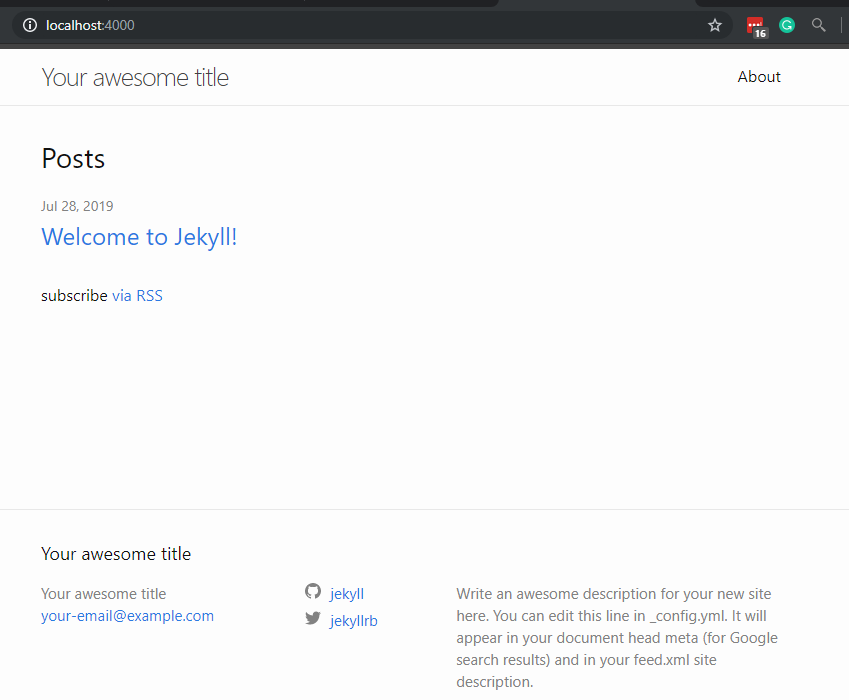 localhost:4000
16
G
Your awesome title
About
Posts
Jul 28, 2019
Welcome to Jekyll!
subscribe via RSS
Your awesome title
Your awesome title
your-email@example.com
jekyll
jekyllrb
Write an awesome description for your new site
here. You can edit this line in _config.yml. It will
appear in your document head meta (for Google
search results) and in your feed.xml site
description.